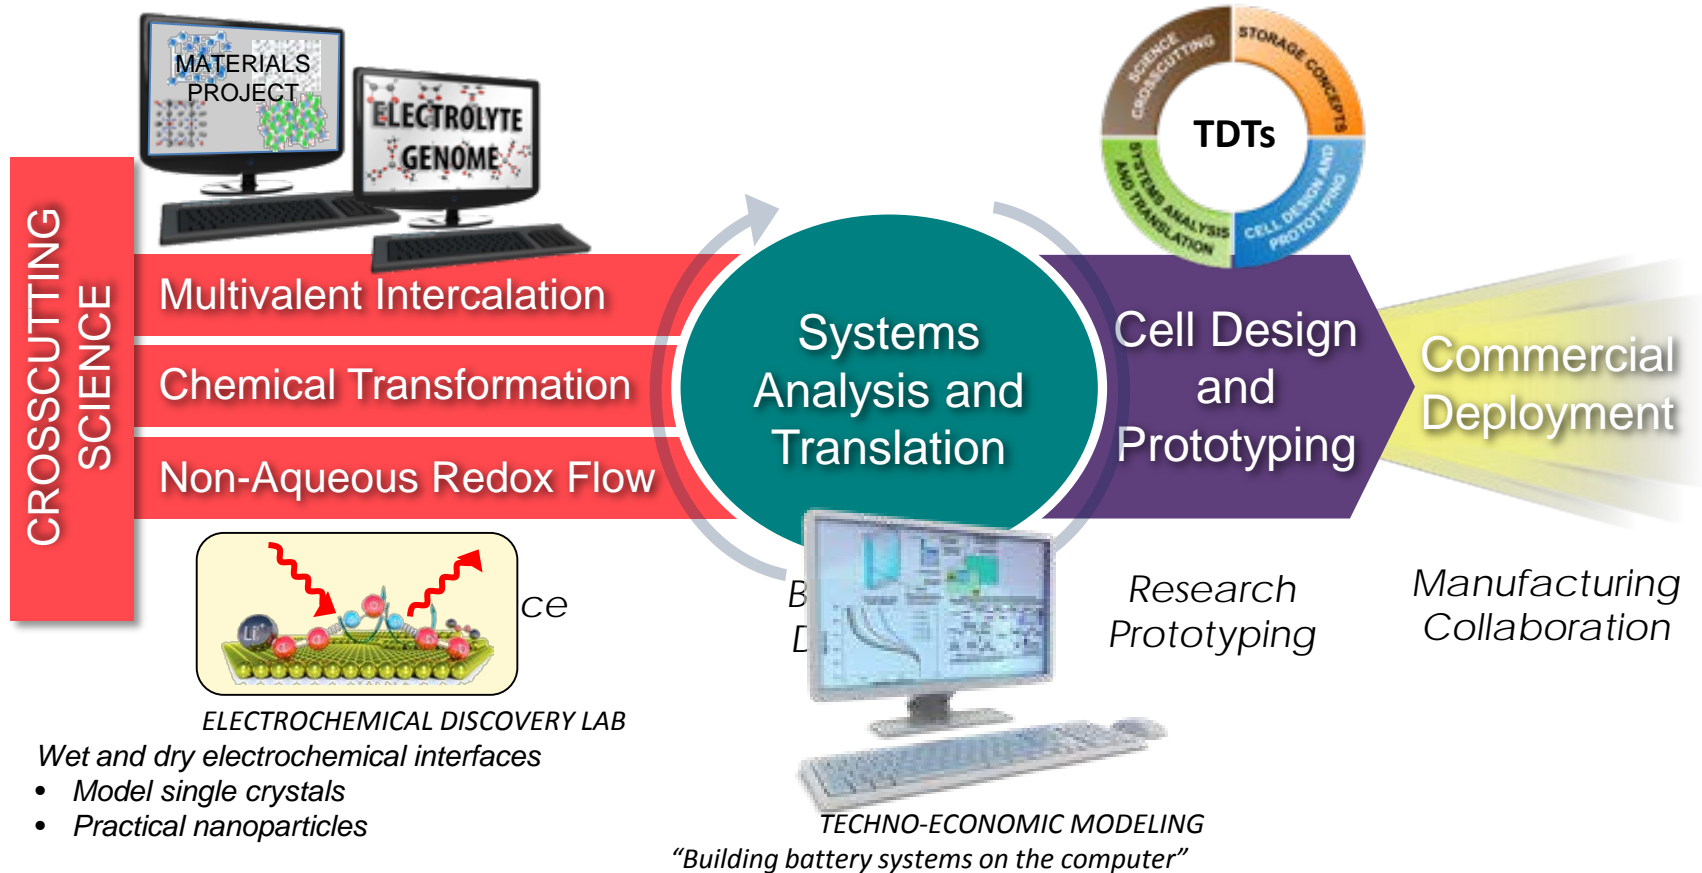 MATERIALS
PROJECT
ELECTROLYTE
GENOME
SCIENCE
CROSSCUTTING
STORAGE CONCEPTS
TDTs
SYSTEMS ANALYSIS
AND TRANSLATION
CELL DESIGN AND
PROTOTYPING
CROSSCUTTING
SCIENCE
Multivalent Intercalation
Chemical Transformation
Non-Aqueous Redox Flow
Systems
Analysis and
Translation
Cell Design
and
Prototyping
Commercial
Deployment
Li+
ce
B
D
Research
Prototyping
Manufacturing
Collaboration
ELECTROCHEMICAL DISCOVERY LAB
Wet and dry electrochemical interfaces
• Model single crystals
• Practical nanoparticles
TECHNO-ECONOMIC MODELING
“Building battery systems on the computer”